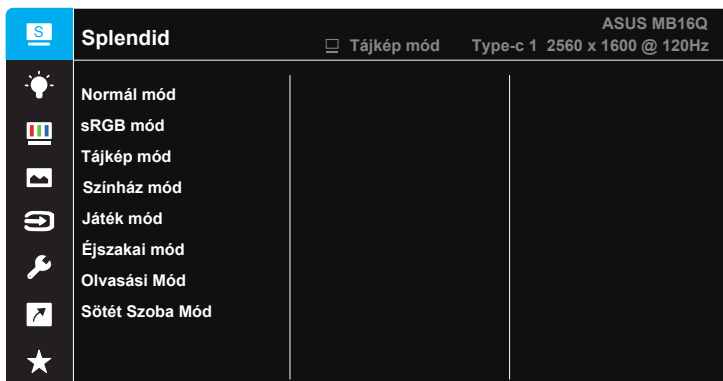 S
Splendid
ASUS MB16Q
Tájkép mód Type-c 1 2560 x 1600 @ 120Hz
Normál mód
sRGB mód
Tájkép mód
Színház mód
Játék mód
Éjszakai mód
Olvasási Mód
Sötét Szoba Mód